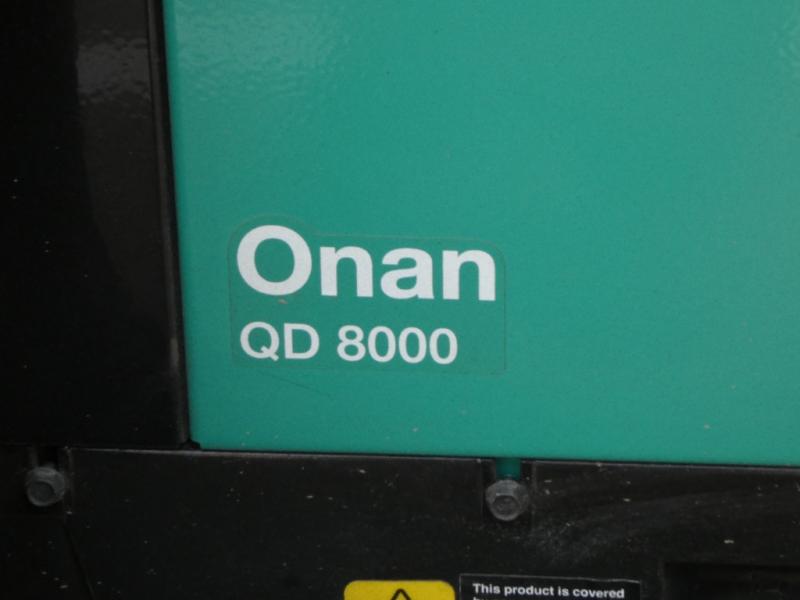 Onan
QD 8000
This product is covered